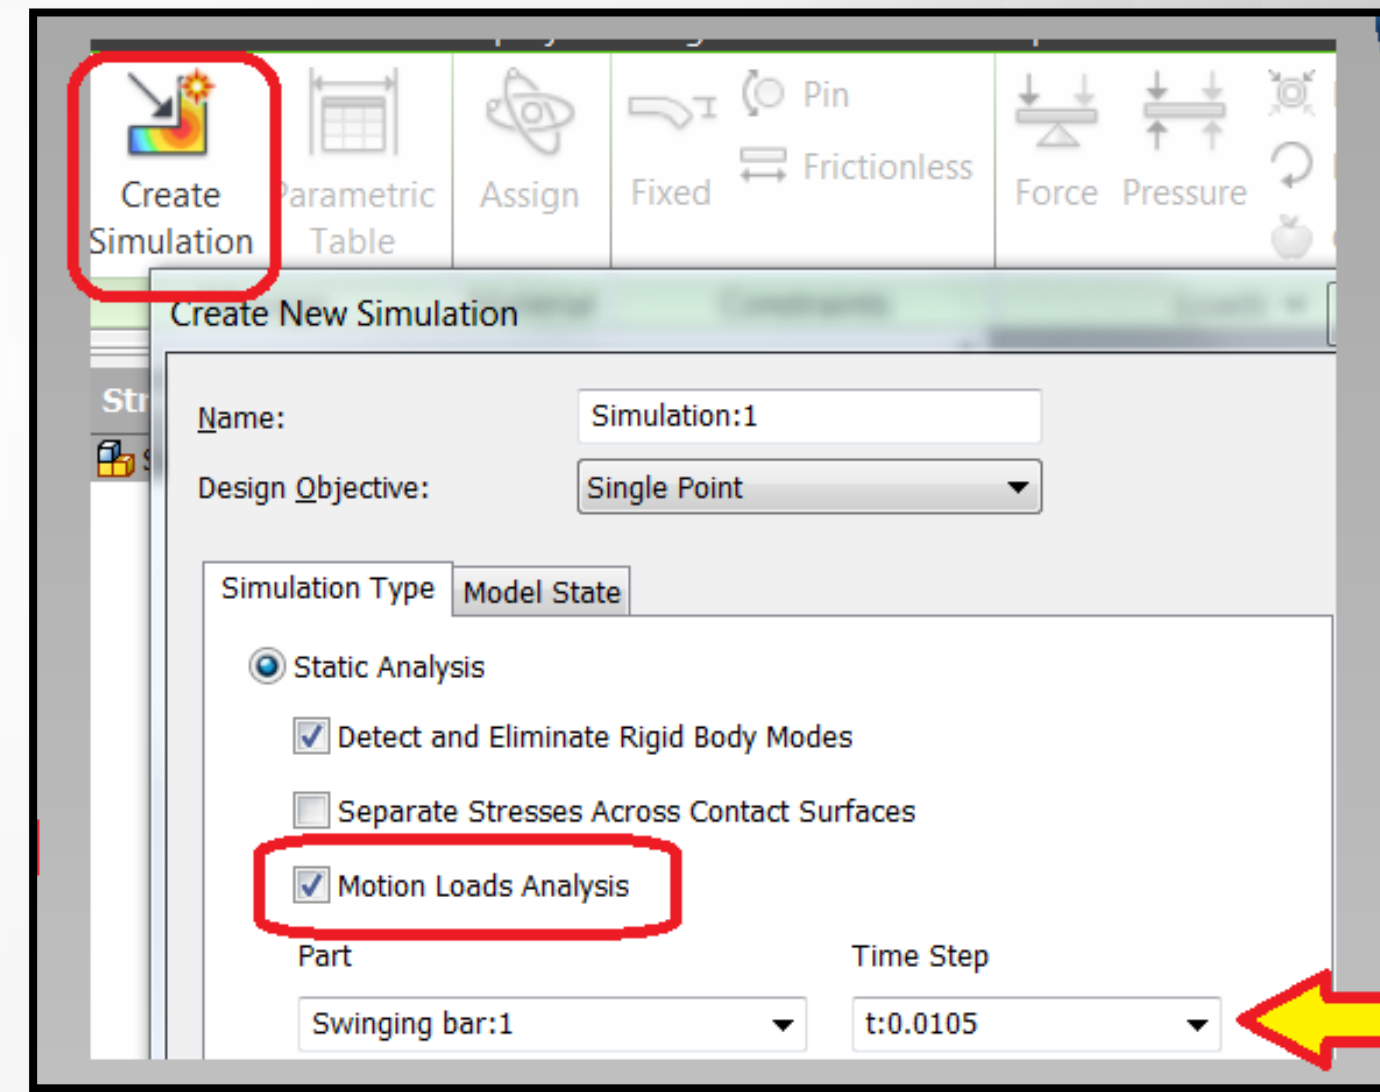 Create
Simulation
Parametric
Table
Assign
Fixed
Pin
Frictionless
Force
Pressure
Create New Simulation
Name:
Simulation:1
Design Objective:
Single Point
Simulation Type
Model State
Static Analysis
Detect and Eliminate Rigid Body Modes
Separate Stresses Across Contact Surfaces
Motion Loads Analysis
Part
Time Step
Swinging bar:1
t:0.0105